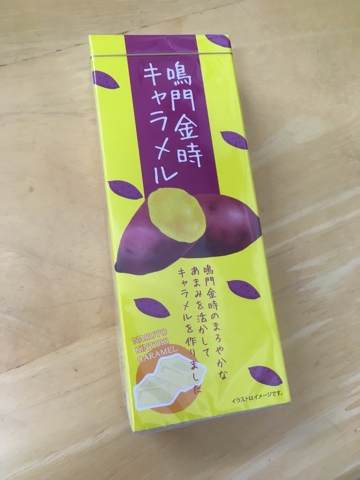 鳴門金時
キャラメル
鳴門金時のまろやかな
あまみを活かして
キャラメルを作りました
NARUTO
KINTOKI
CARAMEL
イラストはイメージです。